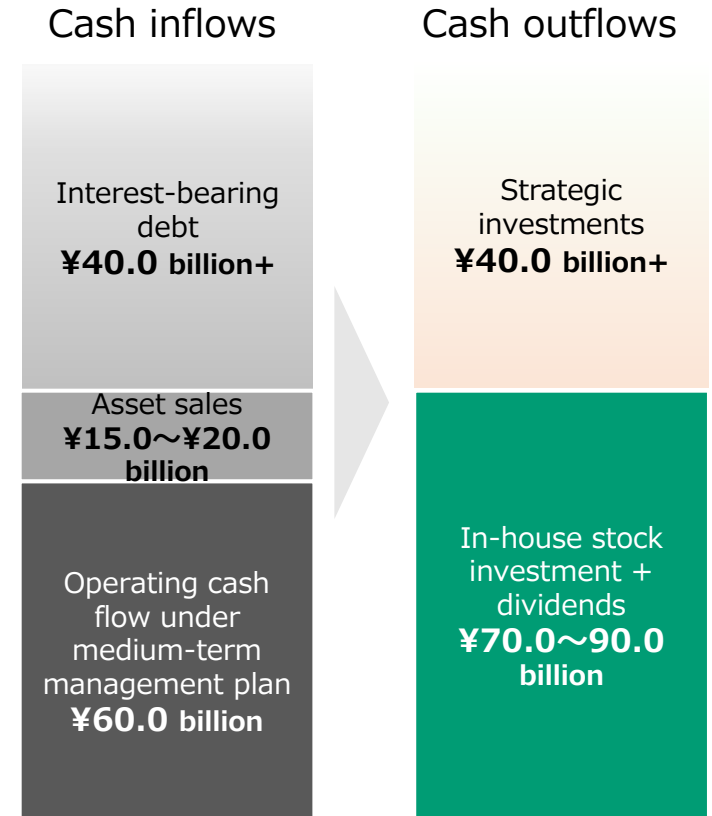 Cash inflows
Interest-bearing
debt
¥40.0 billion+
Asset sales
¥15.0～¥20.0
billion
Operating cash
flow under
medium-term
management plan
¥60.0 billion
Cash outflows
Strategic
investments
¥40.0 billion+
In-house stock
investment +
dividends
¥70.0～90.0
billion